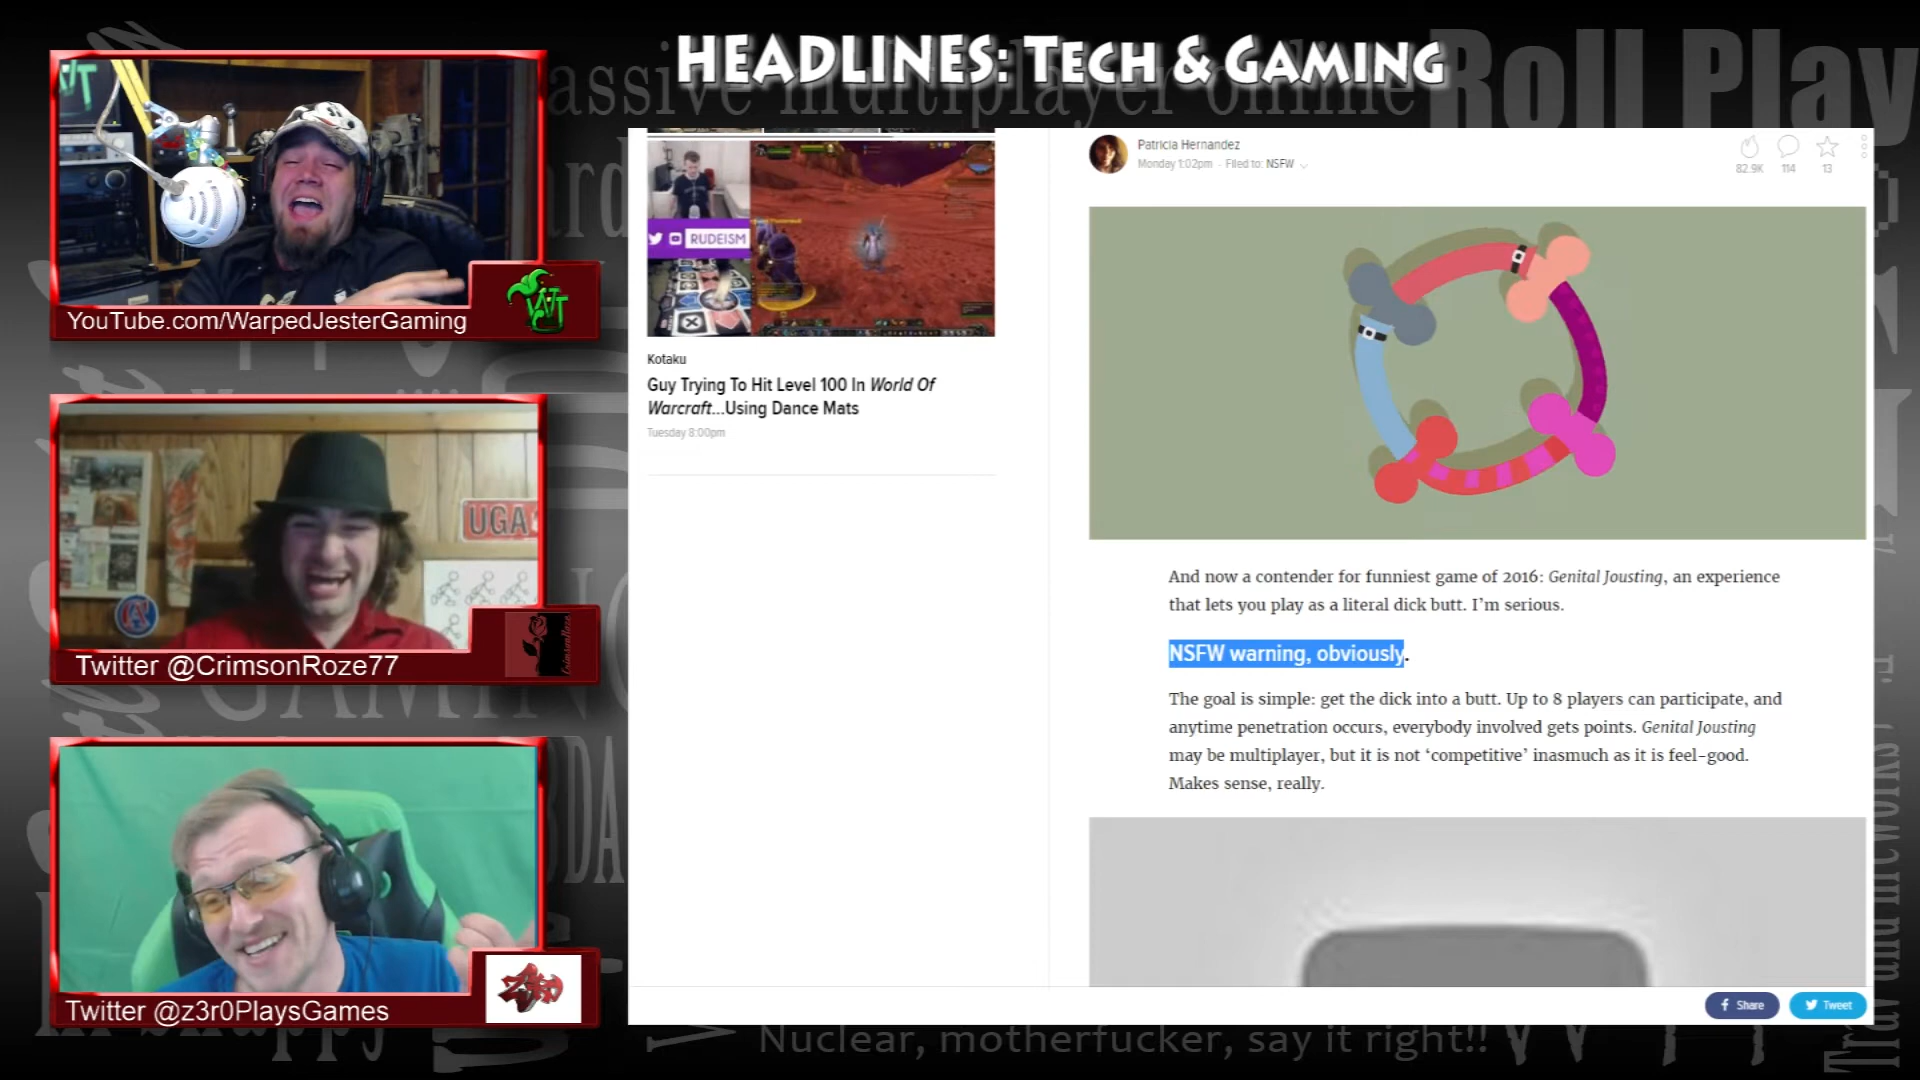 HEADLINES: TECH & GAMING
assive multiplayer online
Roll Play
YouTube.com/WarpedJesterGaming
UGA
Twitter @CrimsonRoze77
Twitter @z3r0PlaysGames
RUDEISM
Kotaku
Guy Trying To Hit Level 100 In World Of
Warcraft...Using Dance Mats
Tuesday 8:00pm
Patricia Hernandez
Monday 1:02pm · Filed to: NSFW
82.9K 114 13
And now a contender for funniest game of 2016: Genital Jousting, an experience
that lets you play as a literal dick butt. I'm serious.
NSFW warning, obviously.
The goal is simple: get the dick into a butt. Up to 8 players can participate, and
anytime penetration occurs, everybody involved gets points. Genital Jousting
may be multiplayer, but it is not ‘competitive’ inasmuch as it is feel-good.
Makes sense, really.
Share
Tweet
Nuclear, motherfucker, say it right!!